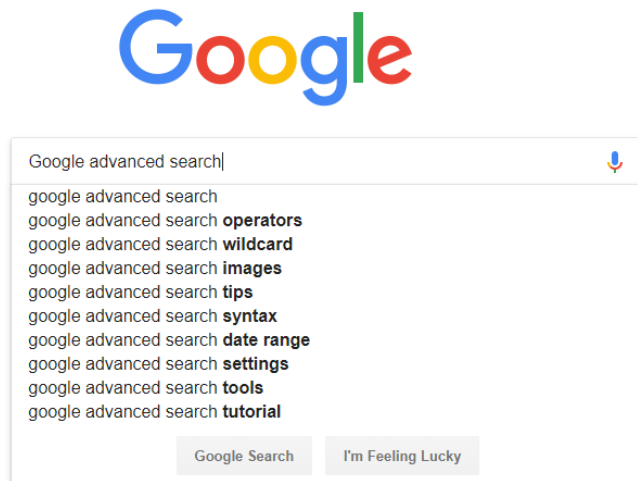 Google
Google advanced search
google advanced search
google advanced search operators
google advanced search wildcard
google advanced search images
google advanced search tips
google advanced search syntax
google advanced search date range
google advanced search settings
google advanced search tools
google advanced search tutorial
Google Search I'm Feeling Lucky